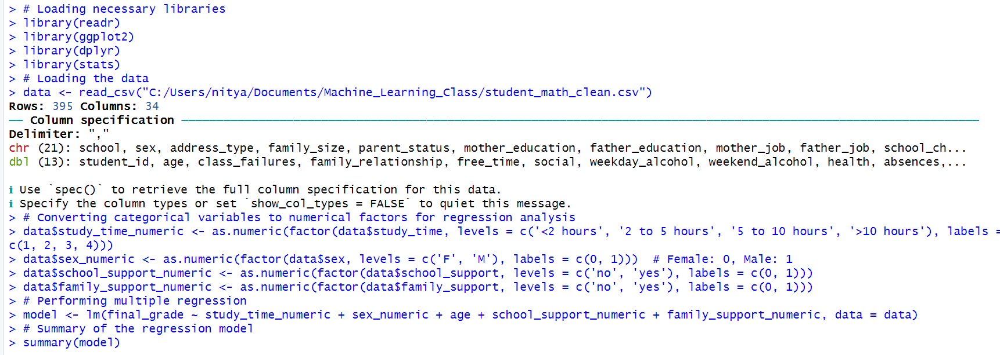 > # Loading necessary libraries
> library(readr)
> library(ggplot2)
> library(dplyr)
> library(stats)
> # Loading the data
> data <- read_csv("C:/Users/nitya/Documents/Machine_Learning_Class/student_math_clean.csv")
Rows: 395 Columns: 34
── Column specification ──────────────────────────────────────────
Delimiter: ","
chr (21): school, sex, address_type, family_size, parent_status, mother_education, father_education, mother_job, father_job, school_ch...
dbl (13): student_id, age, class_failures, family_relationship, free_time, social, weekday_alcohol, weekend_alcohol, health, absences,...
ℹ Use `spec()` to retrieve the full column specification for this data.
ℹ Specify the column types or set `show_col_types = FALSE` to quiet this message.
> # Converting categorical variables to numerical factors for regression analysis
> data$study_time_numeric <- as.numeric(factor(data$study_time, levels = c('<2 hours', '2 to 5 hours', '5 to 10 hours', '>10 hours'), labels =
c(1, 2, 3, 4)))
> data$sex_numeric <- as.numeric(factor(data$sex, levels = c('F', 'M'), labels = c(0, 1)))  # Female: 0, Male: 1
> data$school_support_numeric <- as.numeric(factor(data$school_support, levels = c('no', 'yes'), labels = c(0, 1)))
> data$family_support_numeric <- as.numeric(factor(data$family_support, levels = c('no', 'yes'), labels = c(0, 1)))
> # Performing multiple regression
> model <- lm(final_grade ~ study_time_numeric + sex_numeric + age + school_support_numeric + family_support_numeric, data = data)
> # Summary of the regression model
> summary(model)